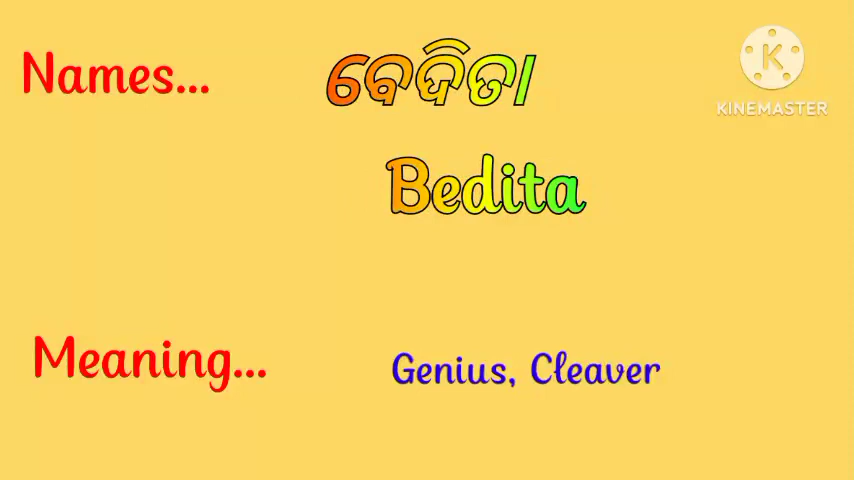 Names... ବେଦିତା
KINEMASTER
Bedita
Meaning... Genius, Cleaver